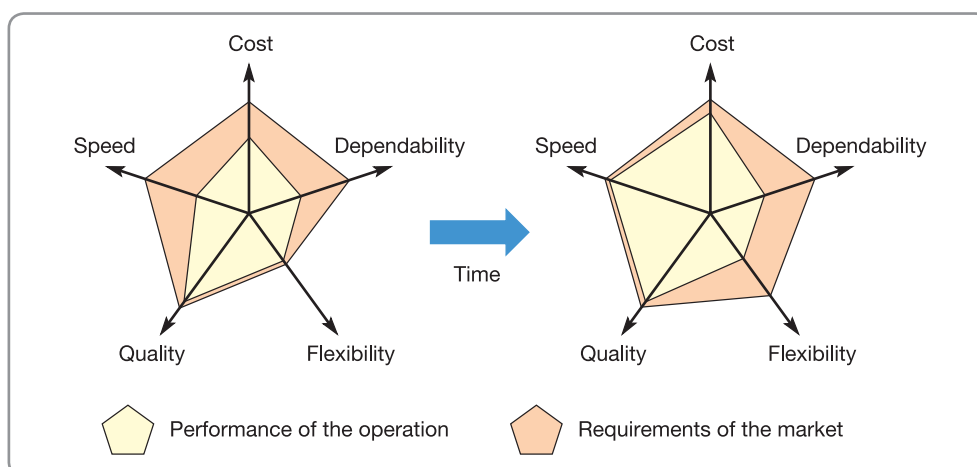 Cost
Speed
Dependability
Quality
Flexibility
Time
Cost
Speed
Dependability
Quality
Flexibility
Performance of the operation
Requirements of the market